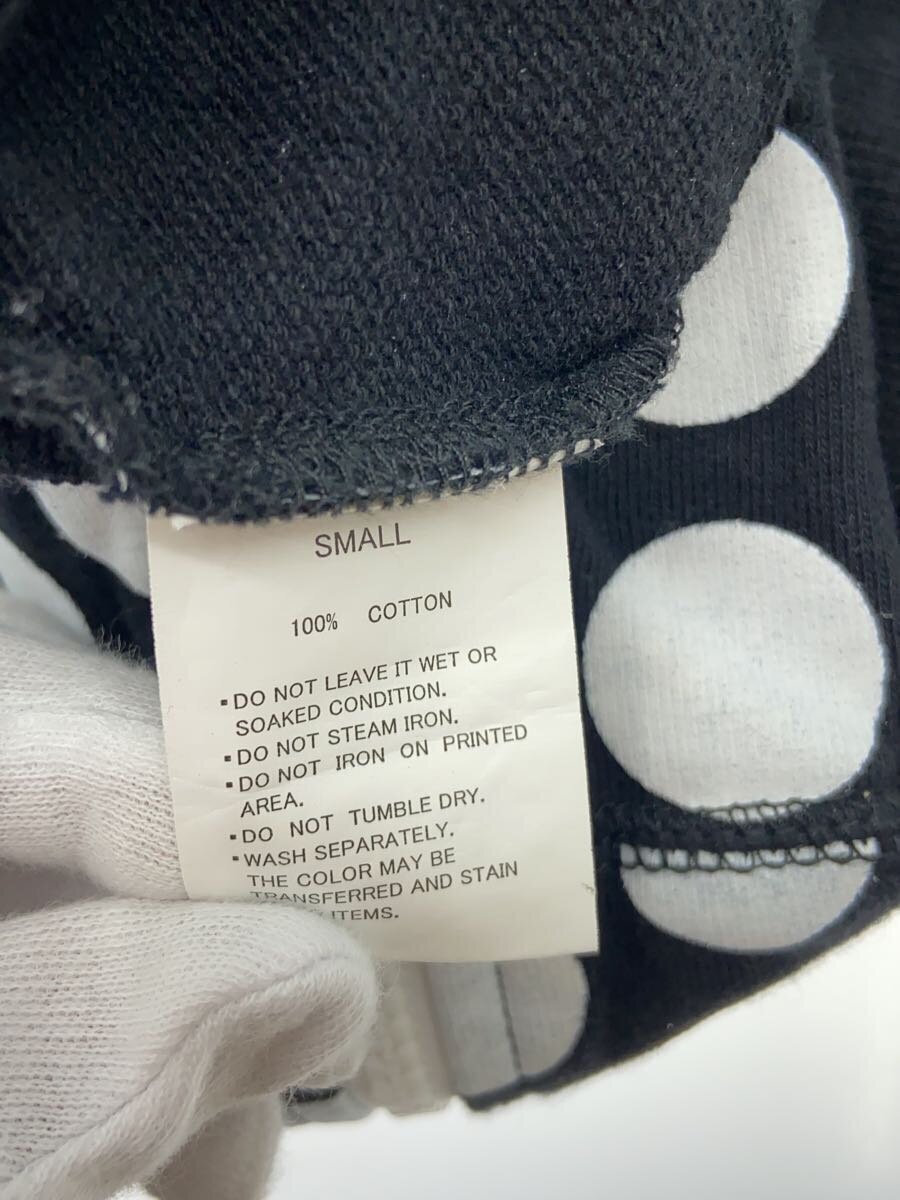 SMALL
100% COTTON
▪DO NOT LEAVE IT WET OR
SOAKED CONDITION.
▪DO NOT STEAM IRON.
▪DO NOT IRON ON PRINTED
AREA.
▪DO NOT TUMBLE DRY.
▪WASH SEPARATELY.
THE COLOR MAY BE
TRANSFERRED AND STAIN
ITEMS.